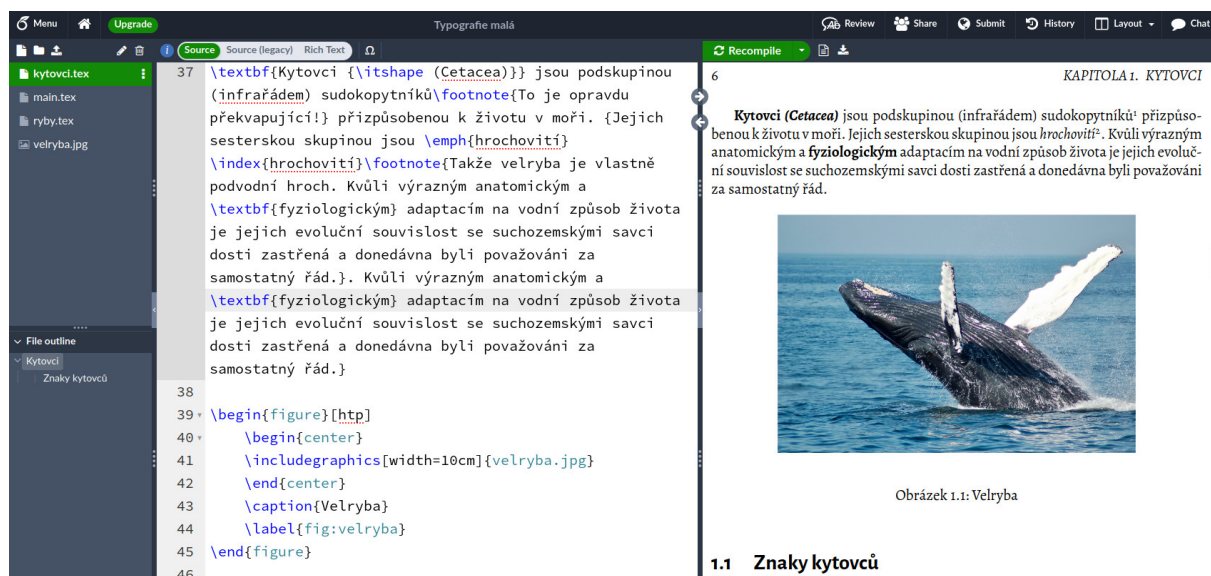 Menu Upgrade Typografie malá Review Share Submit History Layout Chat
Source Source (legacy) Rich Text Ω Recompile
kytovci.tex
main.tex
ryby.tex
velryba.jpg
File outline
Kytovci
Znaky kytovců
37 \textbf{Kytovci {\itshape (Cetacea)}} jsou podskupinou
(infrařádem) sudokopytníků\footnote{To je opravdu
překvapující!} přizpůsobenou k životu v moři. {Jejich
sesterskou skupinou jsou \emph{hrochovití}
\index{hrochovití}\footnote{Takže velryba je vlastně
podvodní hroch. Kvůli výrazným anatomickým a
\textbf{fyziologickým} adaptacím na vodní způsob života
je jejich evoluční souvislost se suchozemskými savci
dosti zastřená a donedávna byli považováni za
samostatný řád.}. Kvůli výrazným anatomickým a
\textbf{fyziologickým} adaptacím na vodní způsob života
je jejich evoluční souvislost se suchozemskými savci
dosti zastřená a donedávna byli považováni za
samostatný řád.}
38
39 \begin{figure}[htp]
40 \begin{center}
41 \includegraphics[width=10cm]{velryba.jpg}
42 \end{center}
43 \caption{Velryba}
44 \label{fig:velryba}
45 \end{figure}
46
6 KAPITOLA 1. KYTOVCI
Kytovci (Cetacea) jsou podskupinou (infrařádem) sudokopytníků¹ přizpůso-
benou k životu v moři. Jejich sesterskou skupinou jsou hrochovití². Kvůli výrazným
anatomickým a fyziologickým adaptacím na vodní způsob života je jejich evoluč-
ní souvislost se suchozemskými savci dosti zastřená a donedávna byli považováni
za samostatný řád.
Obrázek 1.1: Velryba
1.1 Znaky kytovců